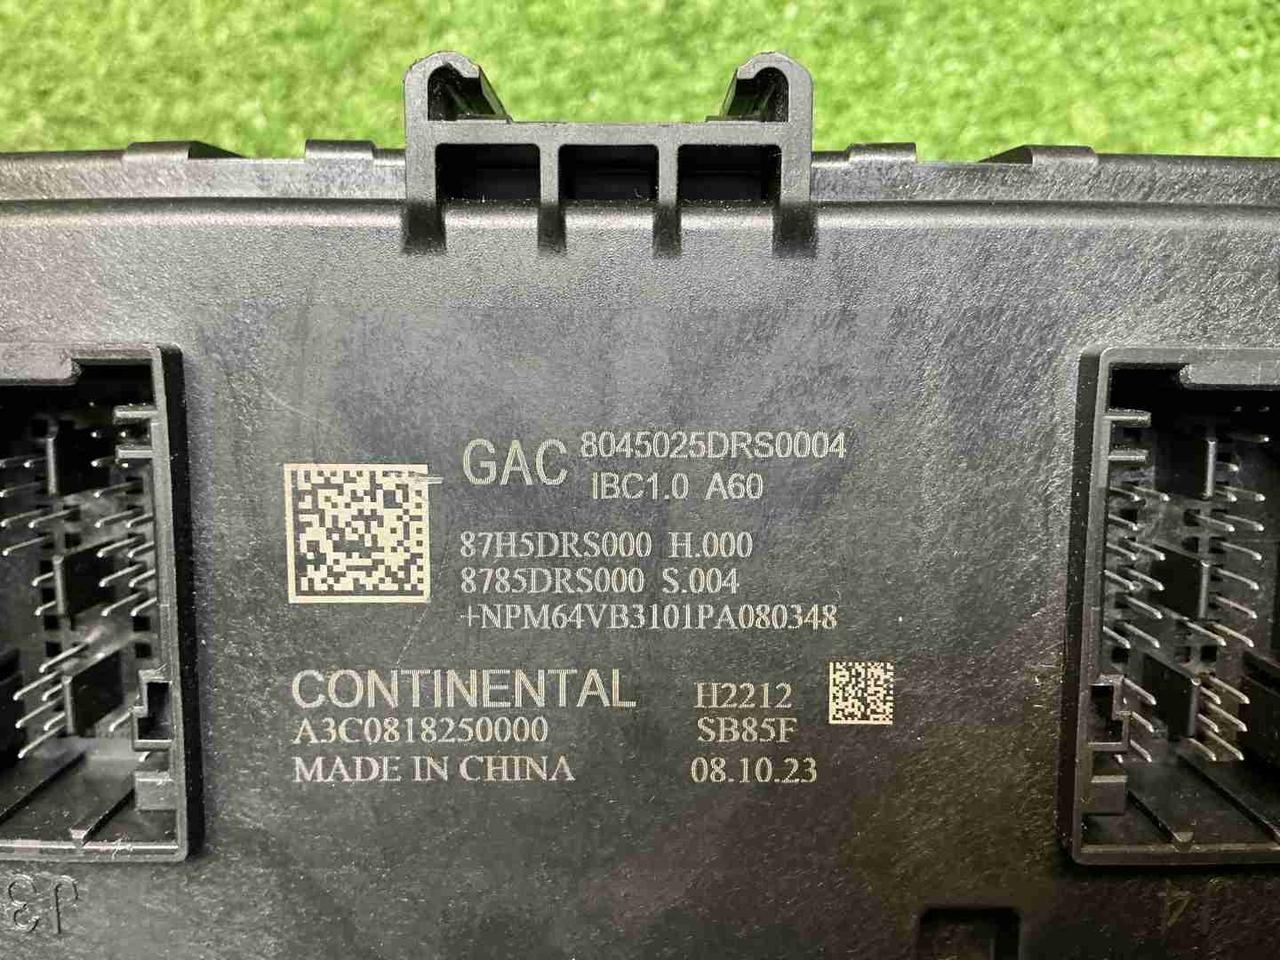 GAC 8045025DRS0004
IBC1.0 A60
87H5DRS000 H.000
8785DRS000 S.004
+NPM64VB3101PA080348
CONTINENTAL H2212
A3C0818250000 SB85F
MADE IN CHINA 08.10.23
J3